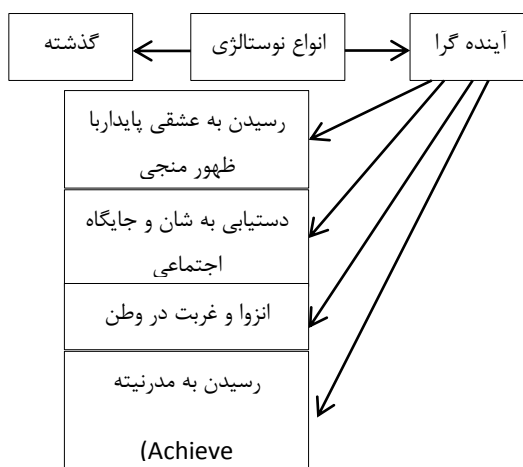 آینده گرا
انواع نوستالژی
گذشته
رسیدن به عشقی پایداربا
ظهور منجی
دستیابی به شان و جایگاه
اجتماعی
انزوا و غربت در وطن
رسیدن به مدرنیته
(Achieve